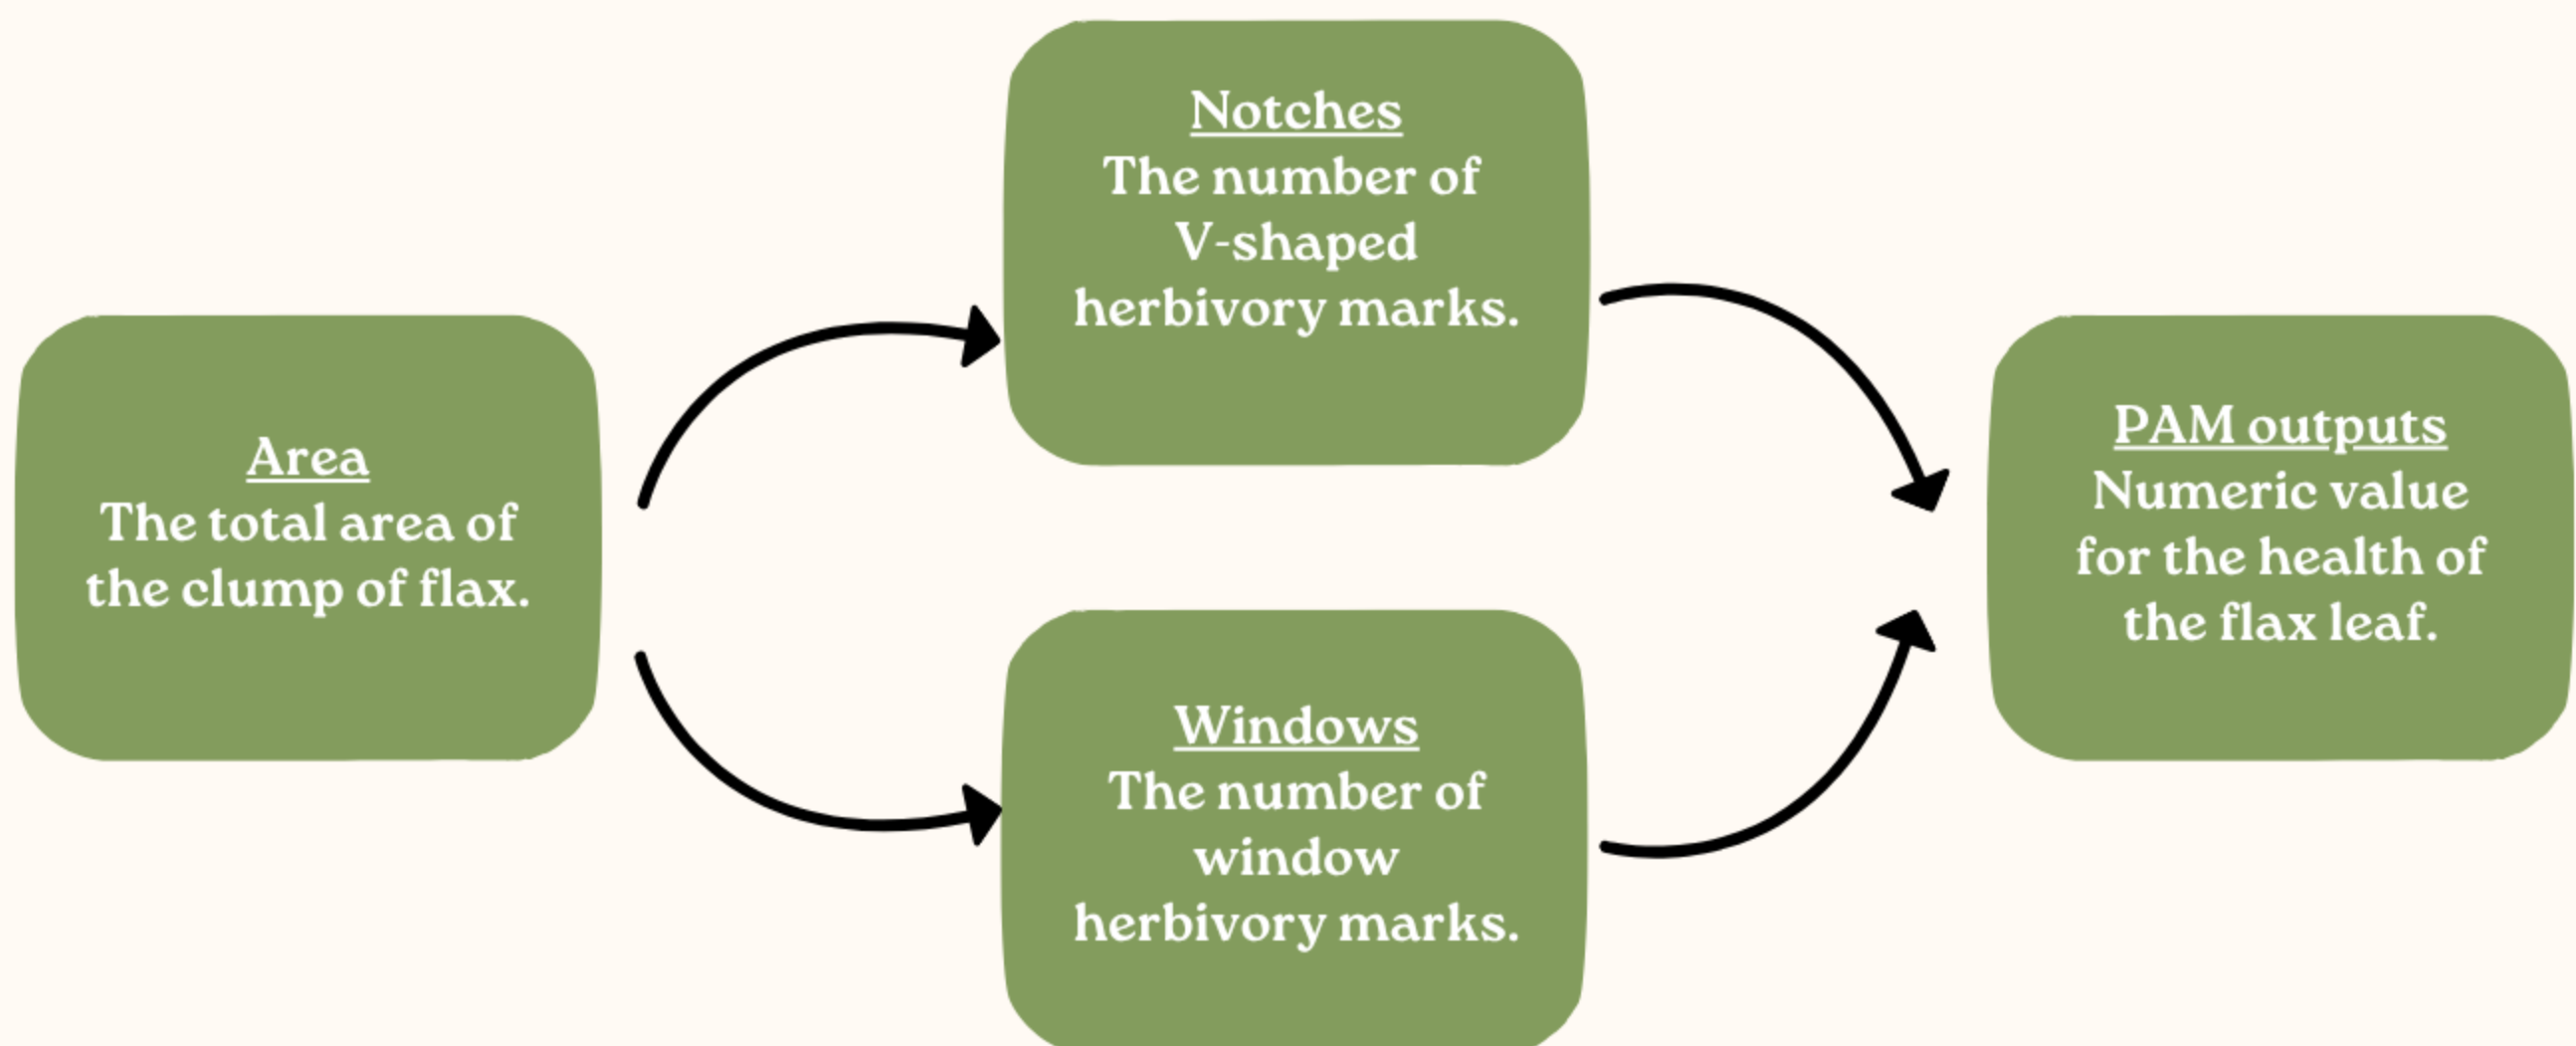 Area
The total area of
the clump of flax.
Notches
The number of
V-shaped
herbivory marks.
Windows
The number of
window
herbivory marks.
PAM outputs
Numeric value
for the health of
the flax leaf.